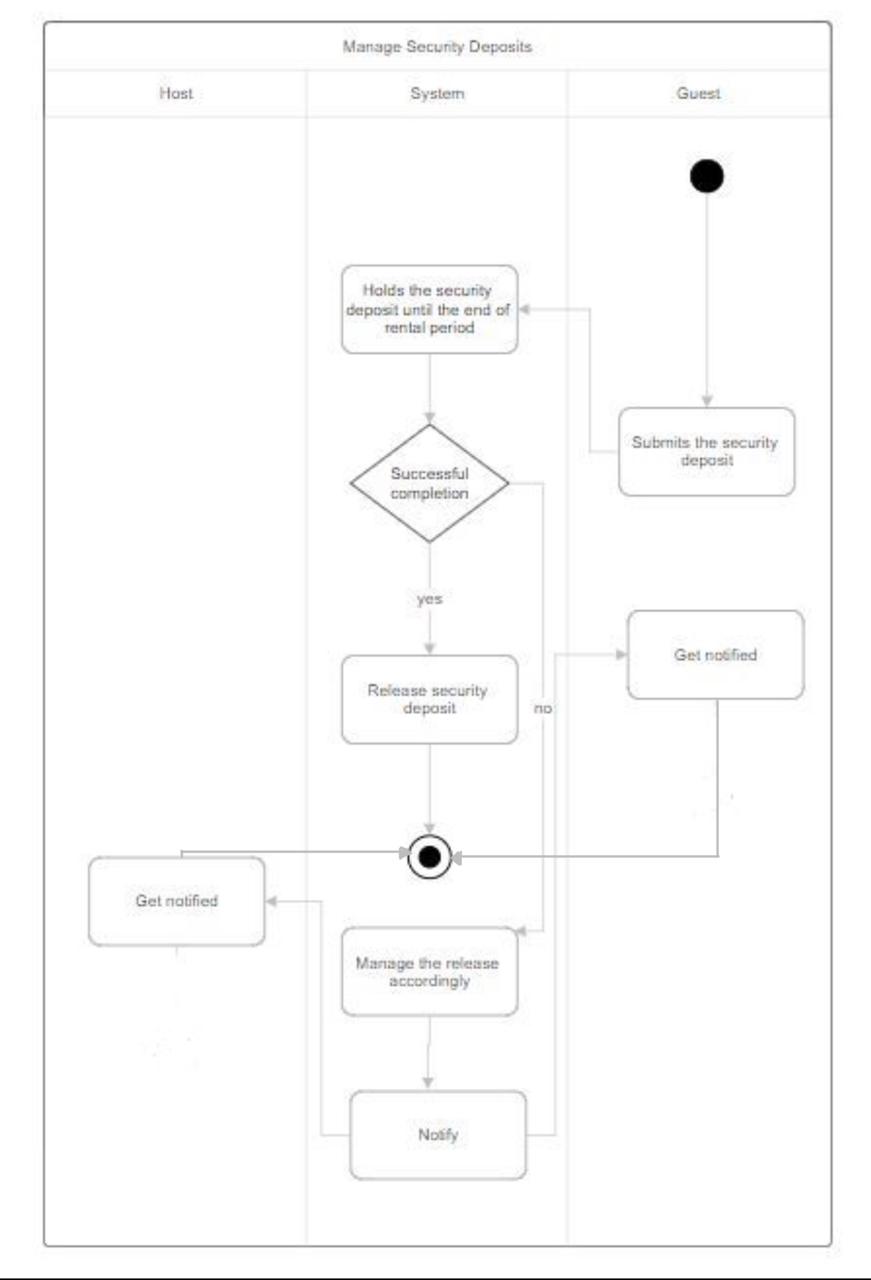 Manage Security Deposits
Host
System
Guest
Holds the security
deposit until the end of
rental period
Submits the security
deposit
Successful
completion
yes
Get notified
Release security
deposit
no
Get notified
Manage the release
accordingly
Notify